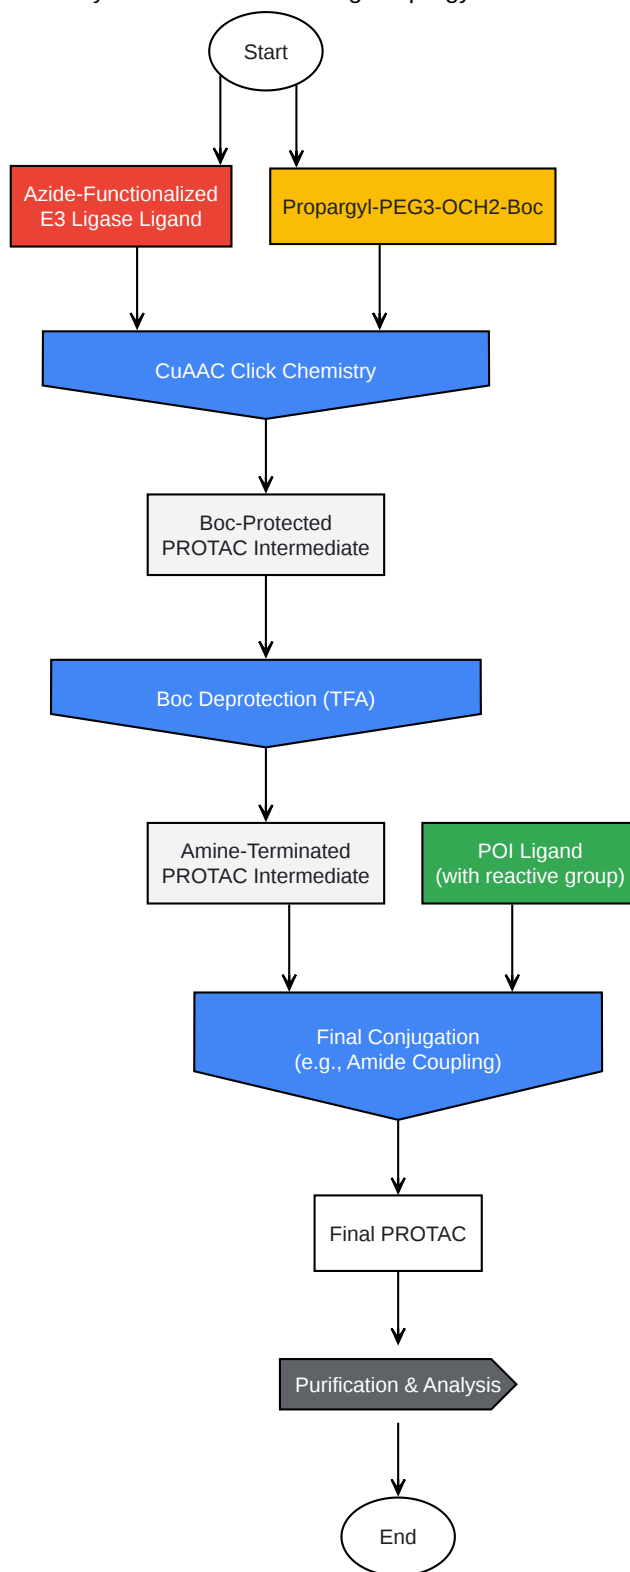 Start
Azide-Functionalized
E3 Ligase Ligand
Propargyl-PEG3-OCH2-Boc
CuAAC Click Chemistry
Boc-Protected
PROTAC Intermediate
Boc Deprotection (TFA)
Amine-Terminated
PROTAC Intermediate
POI Ligand
(with reactive group)
Final Conjugation
(e.g., Amide Coupling)
Final PROTAC
Purification & Analysis
End